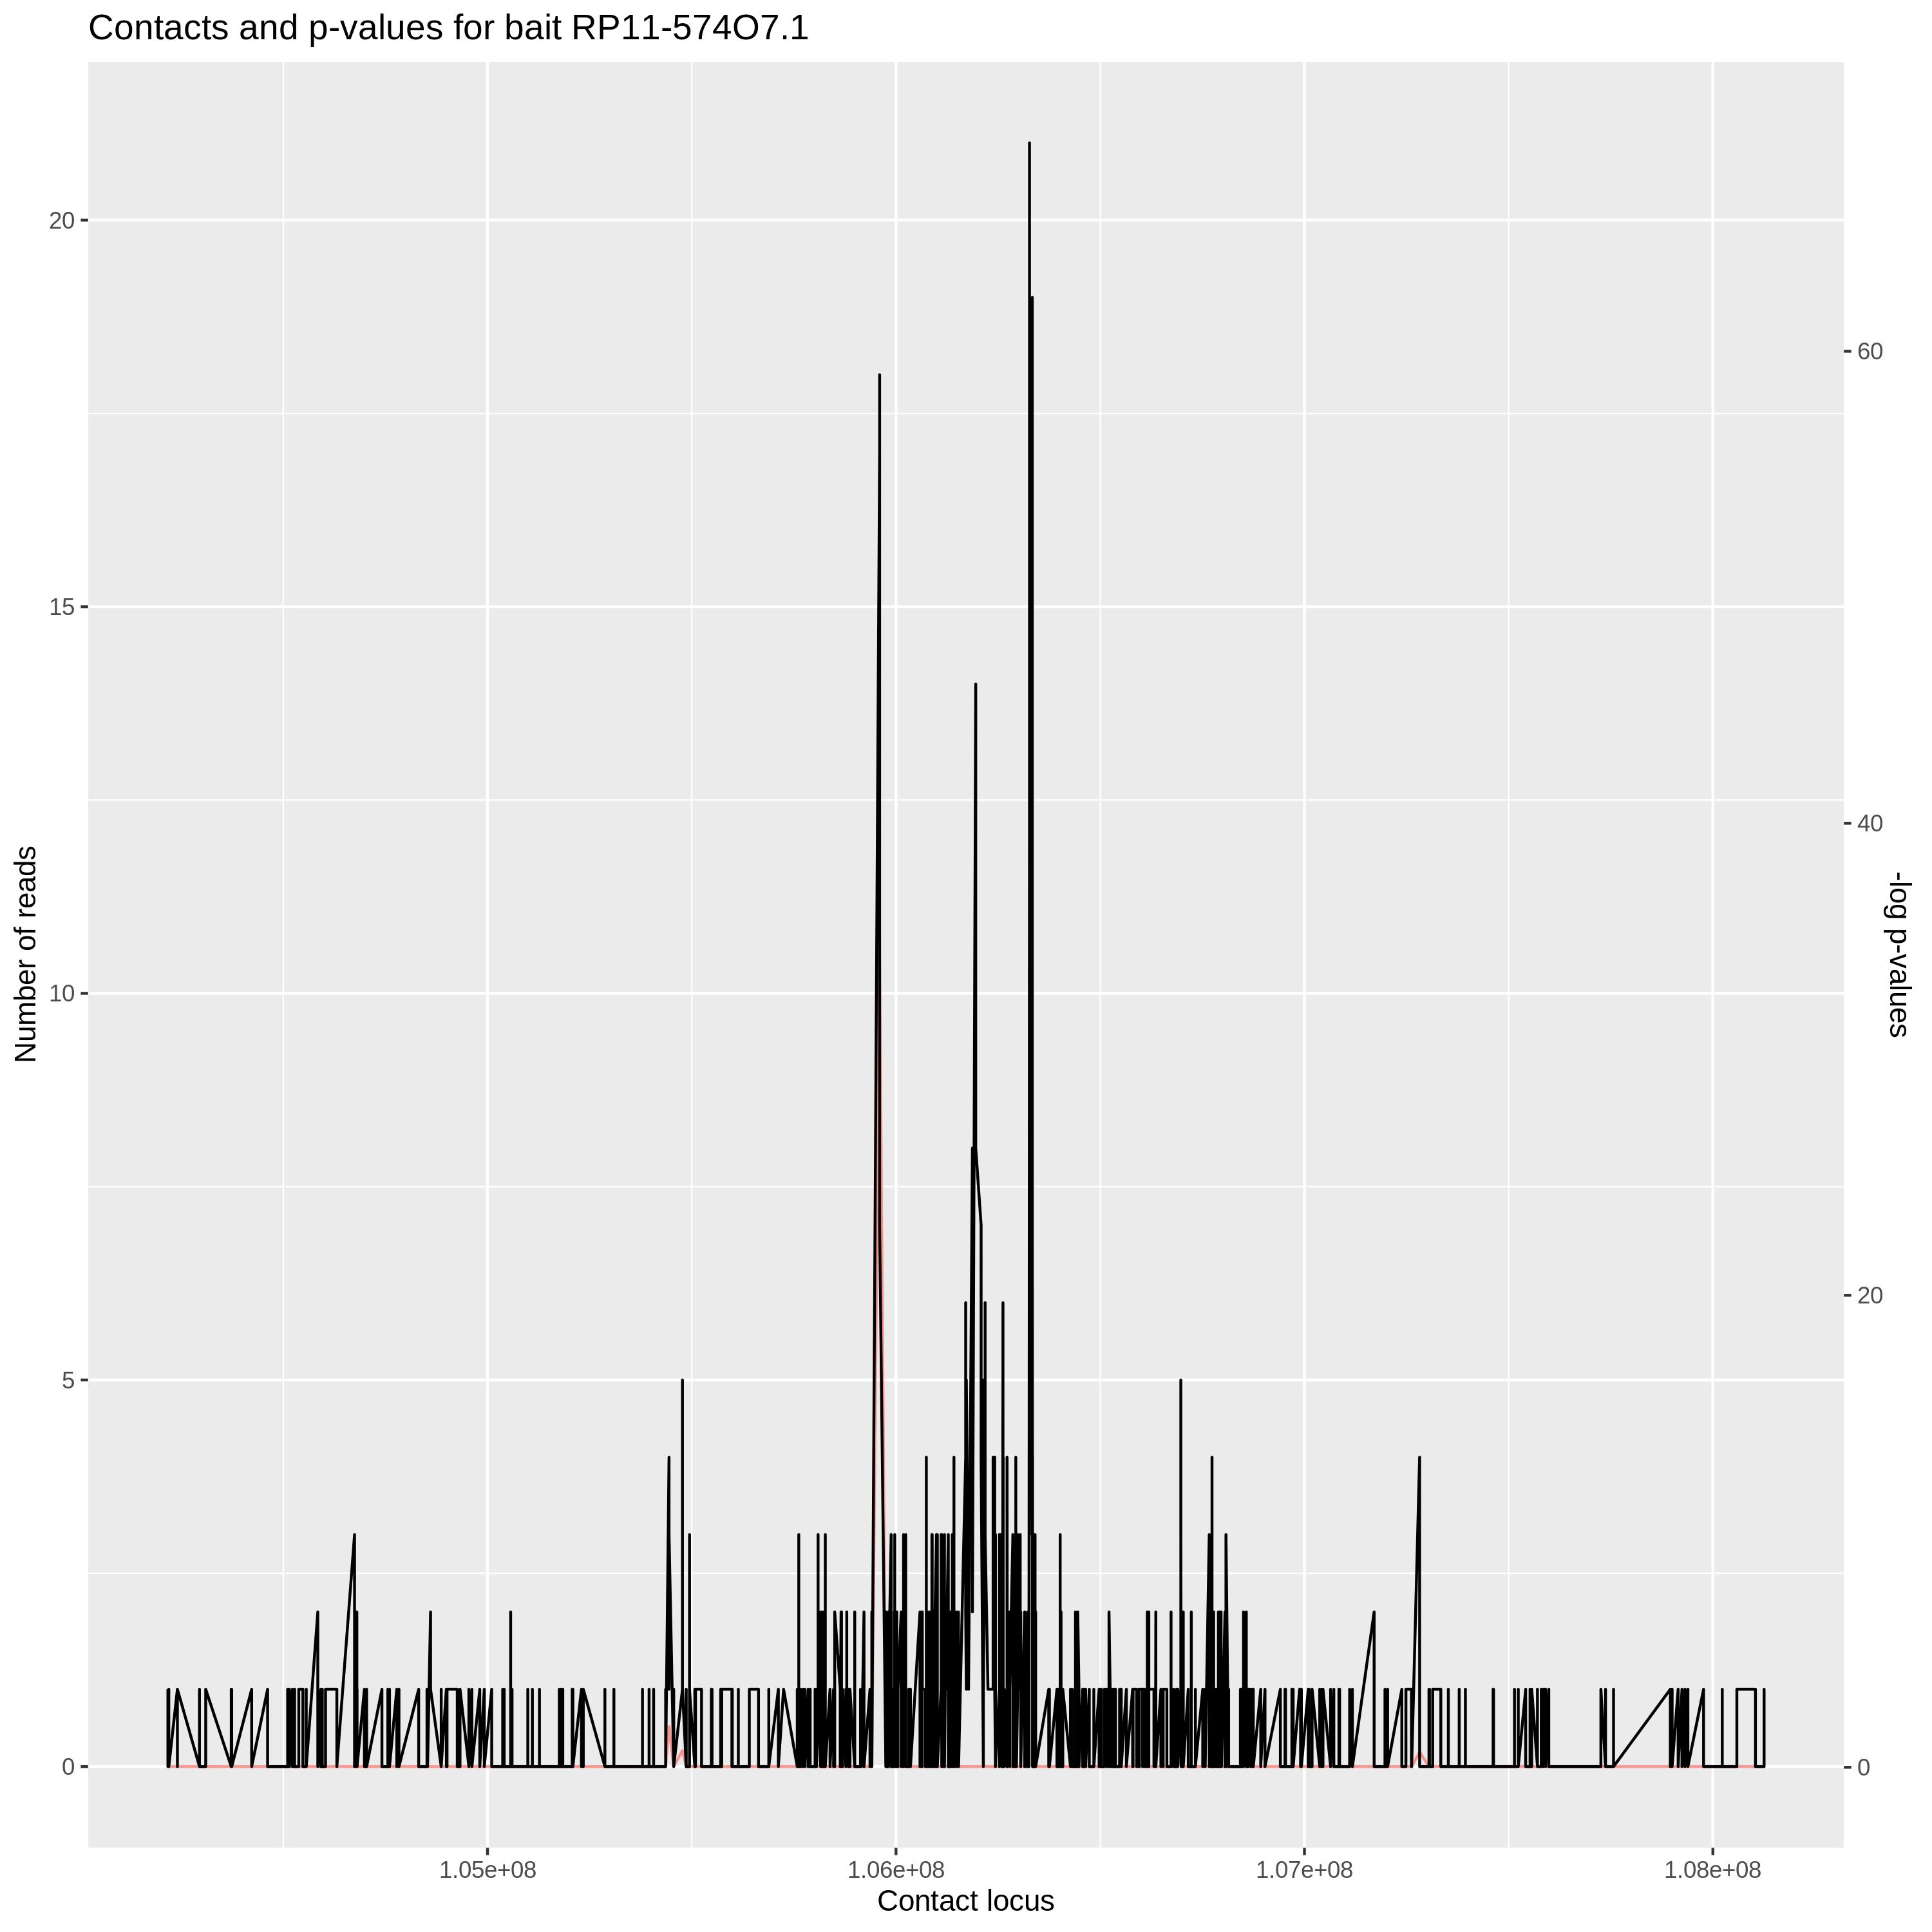 Contacts and p-values for bait RP11-574O7.1
20
15
10
5
0
Number of reads
60
40
20
0
-log p-values
1.05e+08
1.06e+08
1.07e+08
1.08e+08
Contact locus